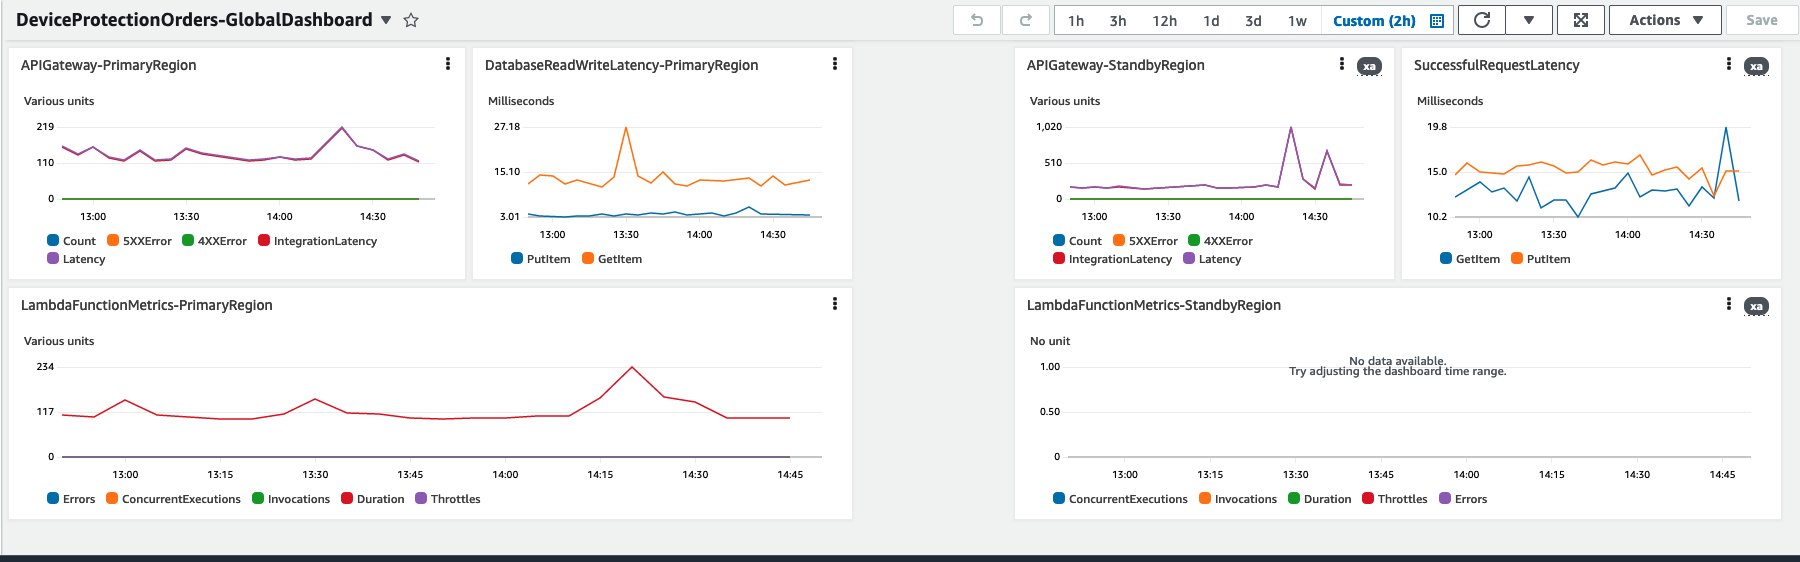 DeviceProtectionOrders-GlobalDashboard
1h 3h 12h 1d 3d 1w Custom (2h) Actions Save
APIGateway-PrimaryRegion
Various units
219
110
0
13:00 13:30 14:00 14:30
Count 5XXError 4XXError IntegrationLatency
Latency
DatabaseReadWriteLatency-PrimaryRegion
Milliseconds
27.18
15.10
3.01
13:00 13:30 14:00 14:30
PutItem GetItem
APIGateway-StandbyRegion
xa
Various units
1,020
510
0
13:00 13:30 14:00 14:30
Count 5XXError 4XXError
IntegrationLatency Latency
SuccessfulRequestLatency
xa
Milliseconds
19.8
15.0
10.2
13:00 13:30 14:00 14:30
GetItem PutItem
LambdaFunctionMetrics-PrimaryRegion
Various units
234
117
0
13:00 13:15 13:30 13:45 14:00 14:15 14:30 14:45
Errors ConcurrentExecutions Invocations Duration Throttles
LambdaFunctionMetrics-StandbyRegion
xa
No unit
1.00
0.50
0
No data available.
Try adjusting the dashboard time range.
13:00 13:15 13:30 13:45 14:00 14:15 14:30 14:45
ConcurrentExecutions Invocations Duration Throttles Errors